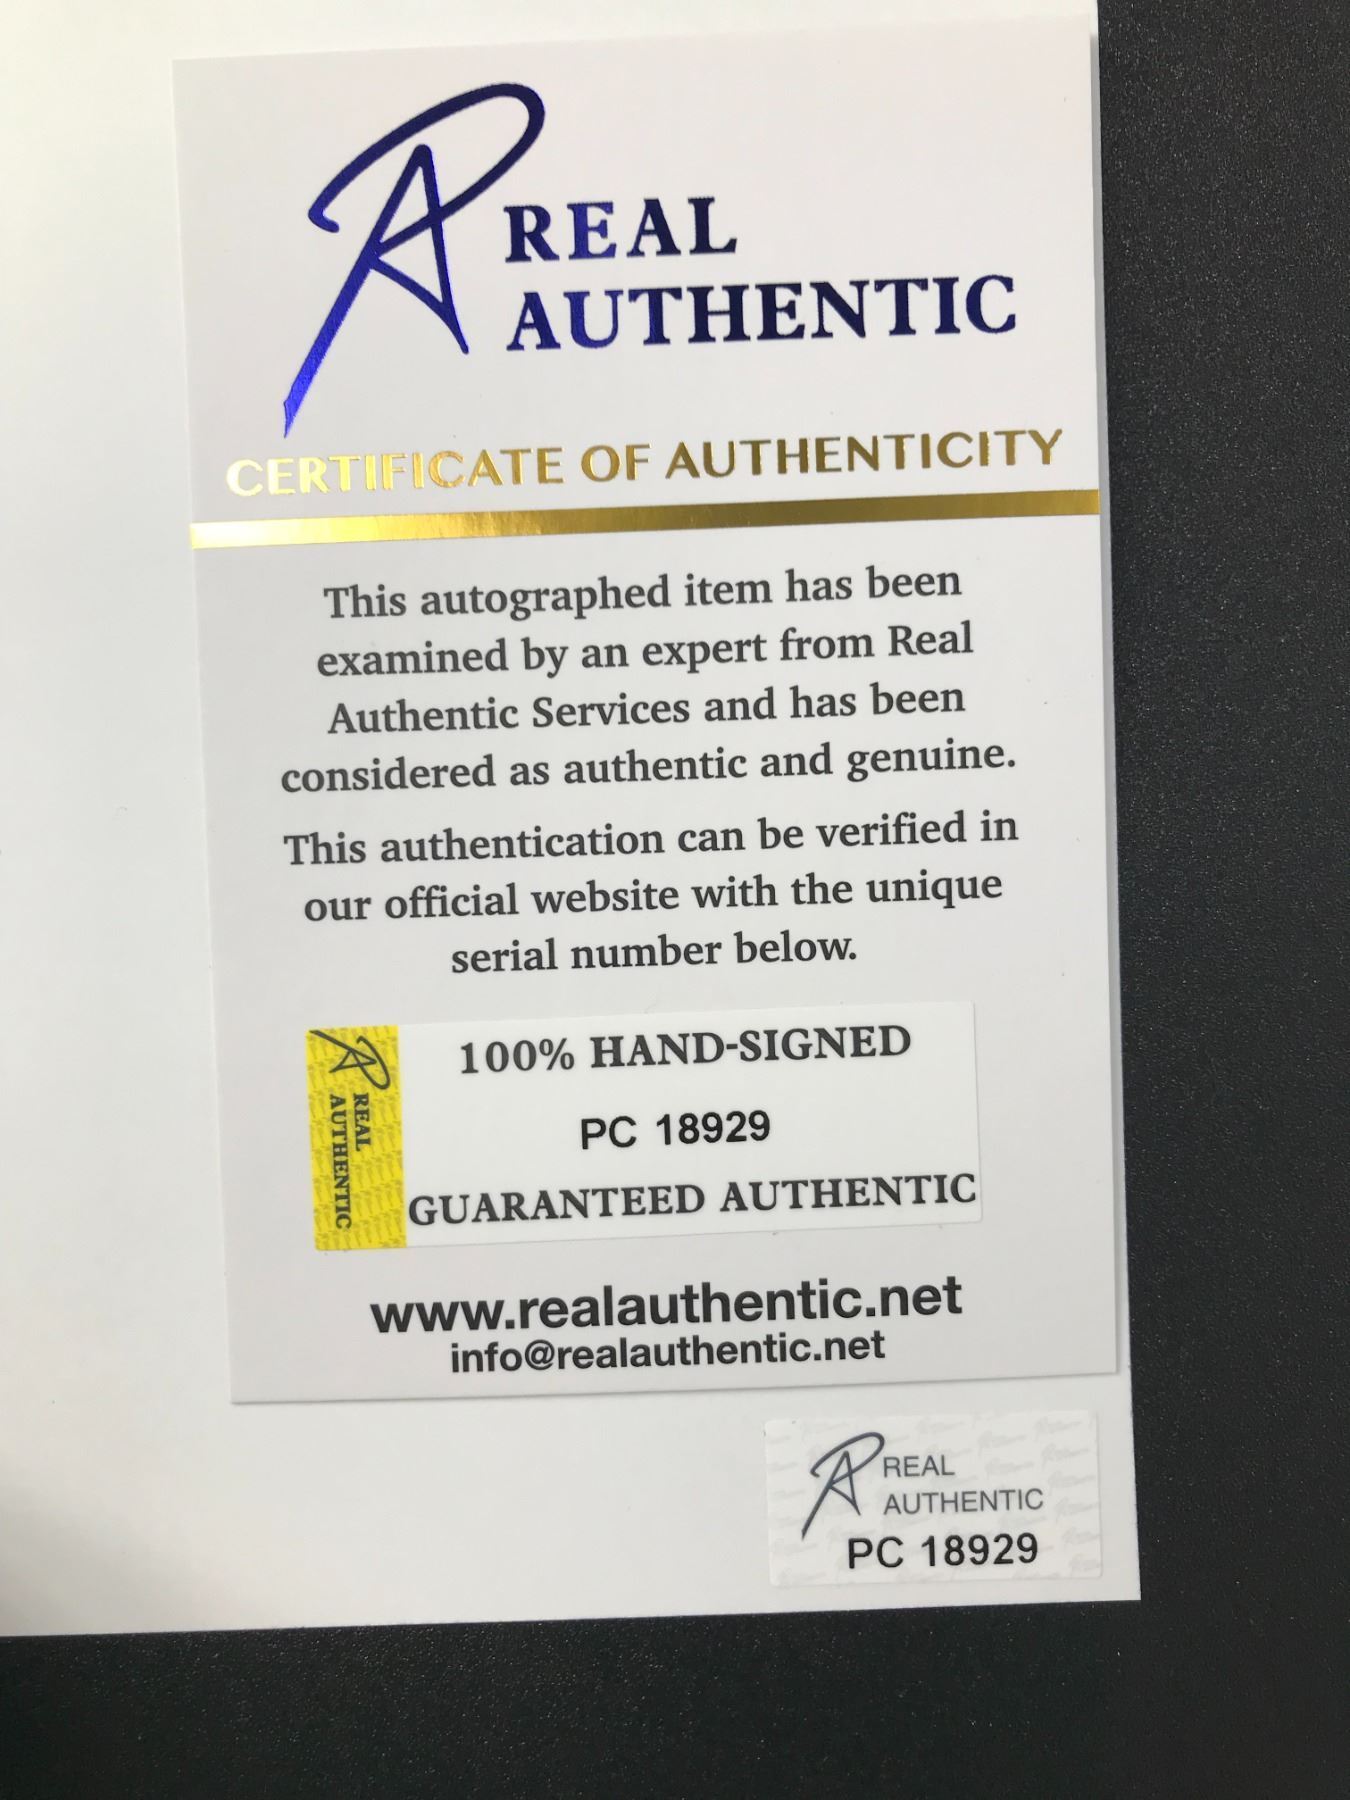 REAL
AUTHENTIC
CERTIFICATE OF AUTHENTICITY
This autographed item has been
examined by an expert from Real
Authentic Services and has been
considered as authentic and genuine.
This authentication can be verified in
our official website with the unique
serial number below.
REAL
AUTHENTIC
100% HAND-SIGNED
PC 18929
GUARANTEED AUTHENTIC
www.realauthentic.net
info@realauthentic.net
REAL
AUTHENTIC
PC 18929